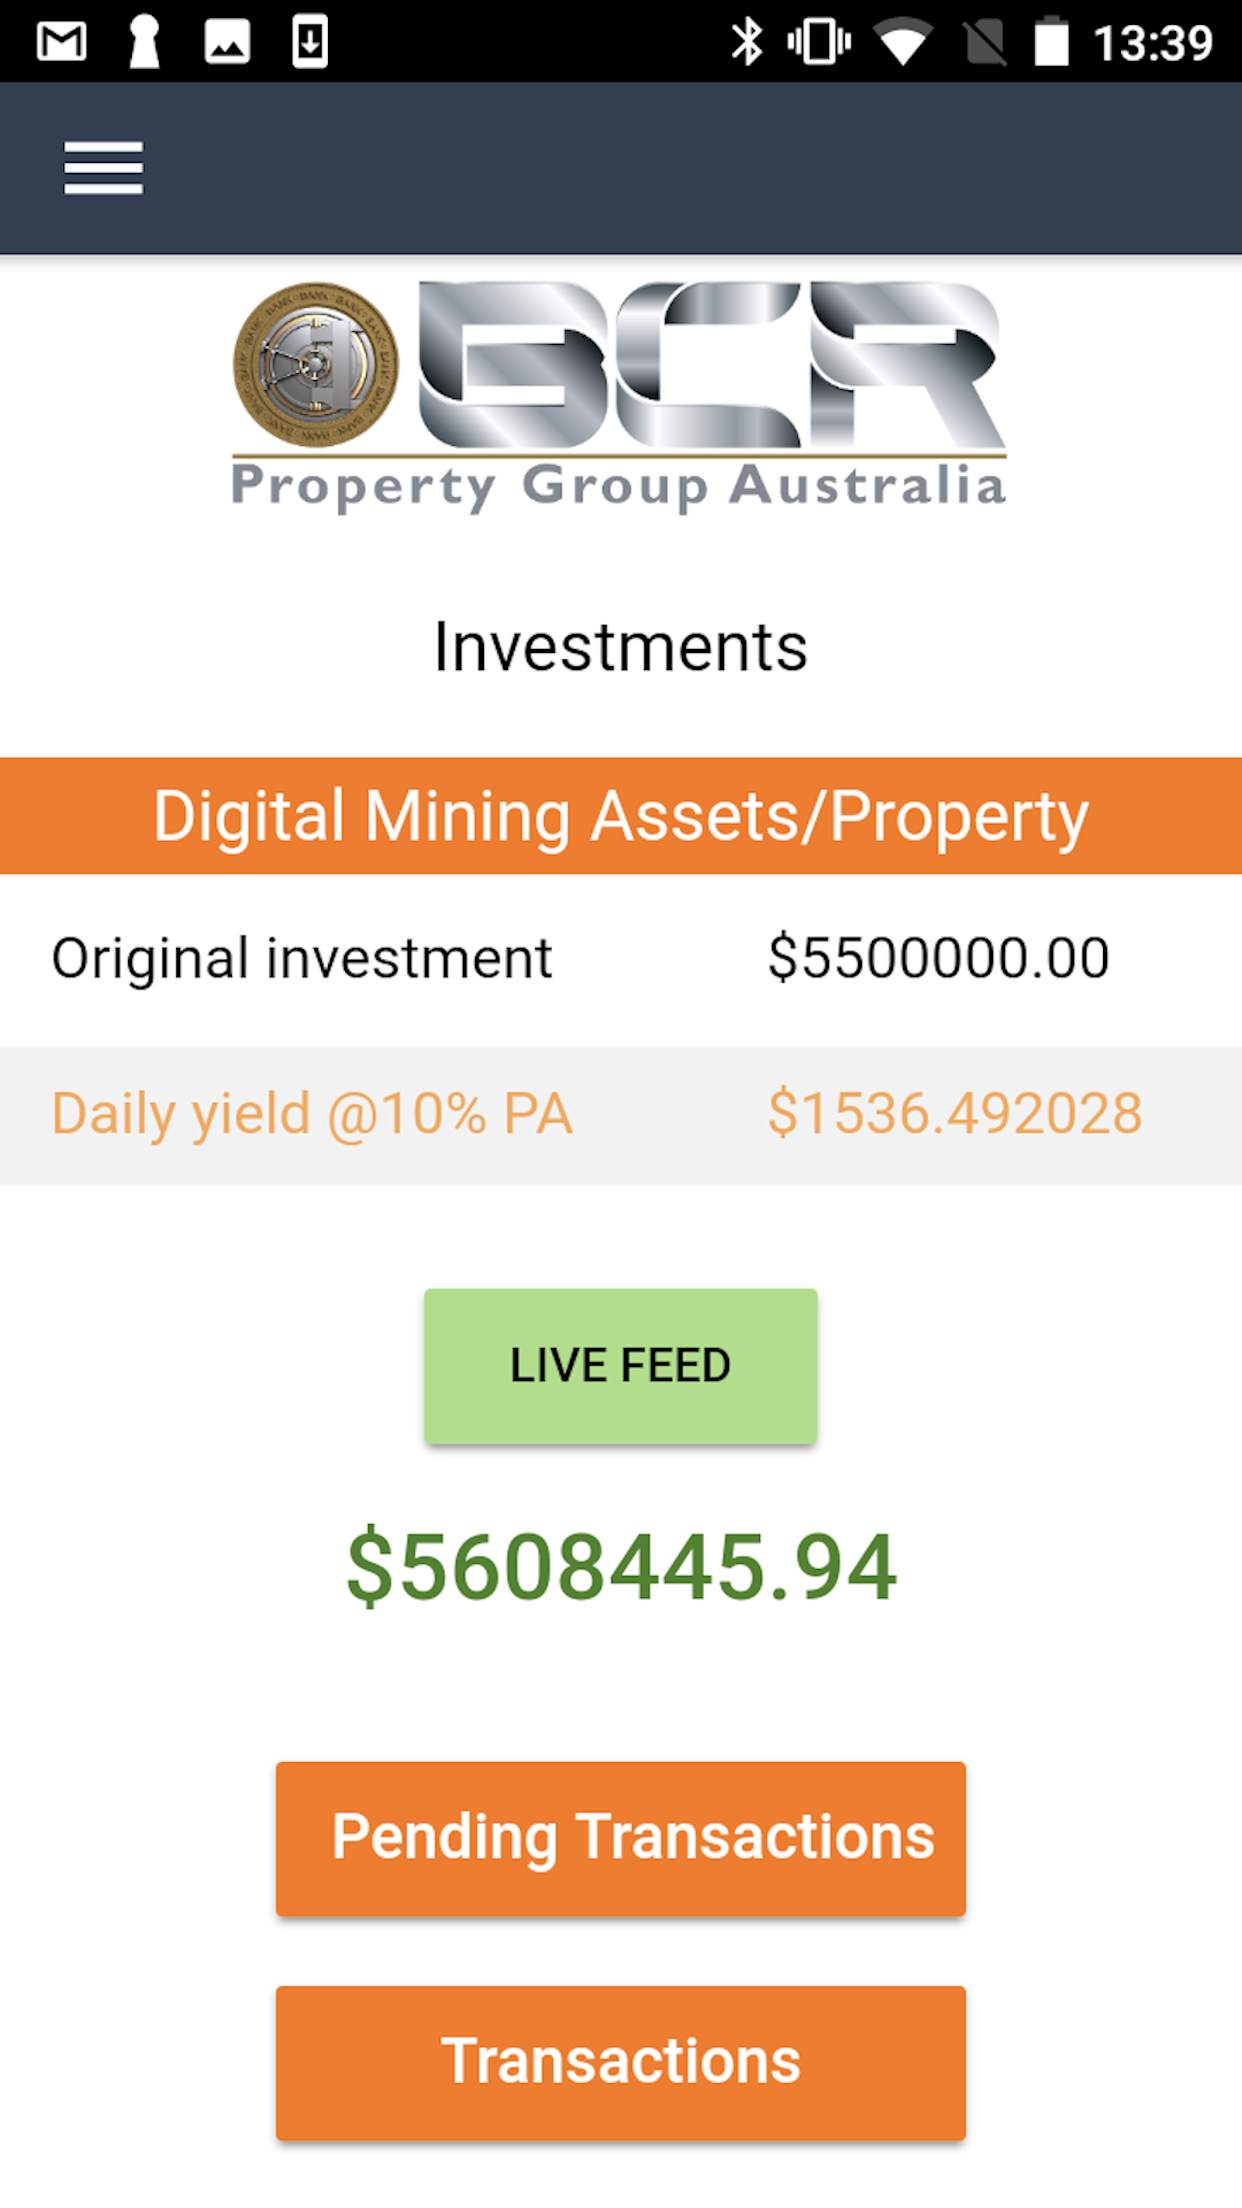 13:39
BCR
Property Group Australia
Investments
Digital Mining Assets/Property
Original investment $5500000.00
Daily yield @10% PA $1536.492028
LIVE FEED
$5608445.94
Pending Transactions
Transactions